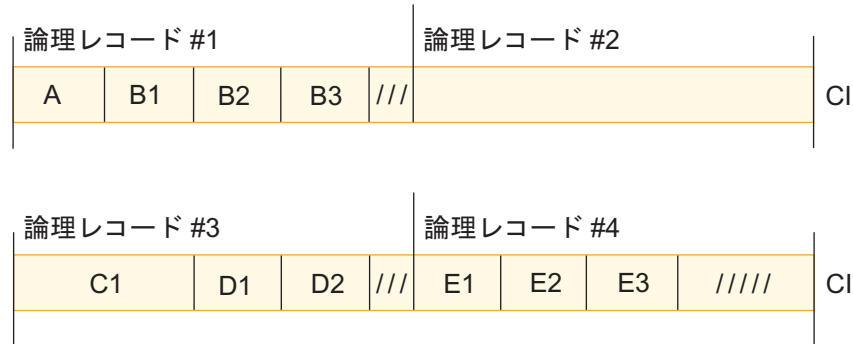 論理レコード #1 論理レコード #2
A B1 B2 B3 /// CI
論理レコード #3 論理レコード #4
C1 D1 D2 /// E1 E2 E3 ///// CI